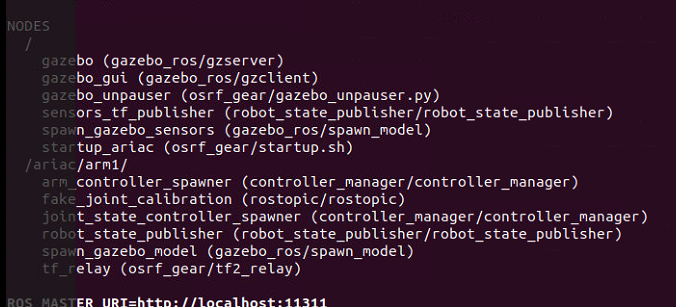 NODES
/
gazebo (gazebo_ros/gzserver)
gazebo_gui (gazebo_ros/gzclient)
gazebo_unpauser (osrf_gear/gazebo_unpauser.py)
sensors_tf_publisher (robot_state_publisher/robot_state_publisher)
spawn_gazebo_sensors (gazebo_ros/spawn_model)
startup_ariac (osrf_gear/startup.sh)
/ariac/arm1/
arm_controller_spawner (controller_manager/controller_manager)
fake_joint_calibration (rostopic/rostopic)
joint_state_controller_spawner (controller_manager/controller_manager)
robot_state_publisher (robot_state_publisher/robot_state_publisher)
spawn_gazebo_model (gazebo_ros/spawn_model)
tf_relay (osrf_gear/tf2_relay)
ROS_MASTER_URI=http://localhost:11311